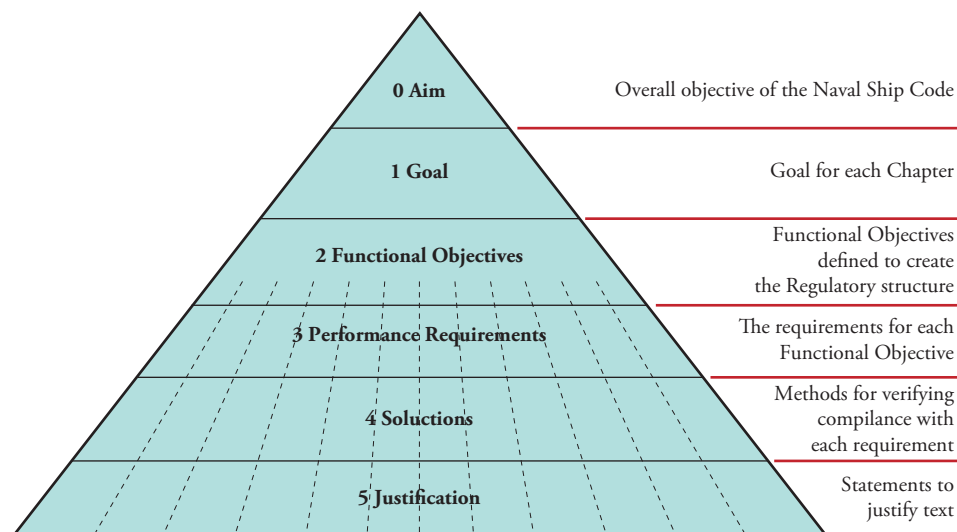 0 Aim
Overall objective of the Naval Ship Code
1 Goal
Goal for each Chapter
2 Functional Objectives
Functional Objectives
defined to create
the Regulatory structure
3 Performance Requirements
The requirements for each
Functional Objective
4 Soluctions
Methods for verifying
compilance with
each requirement
5 Justification
Statements to
justify text